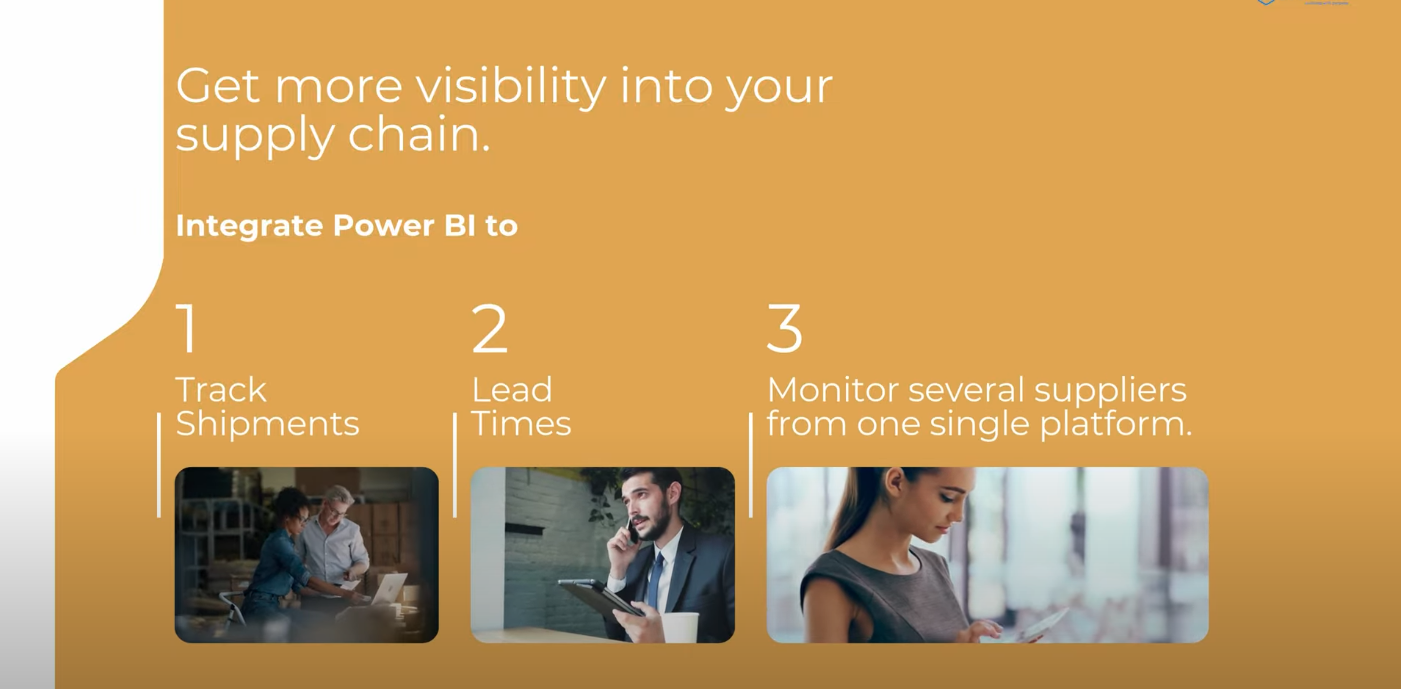 Get more visibility into your
supply chain.
Integrate Power BI to
1
Track
Shipments
2
Lead
Times
3
Monitor several suppliers
from one single platform.